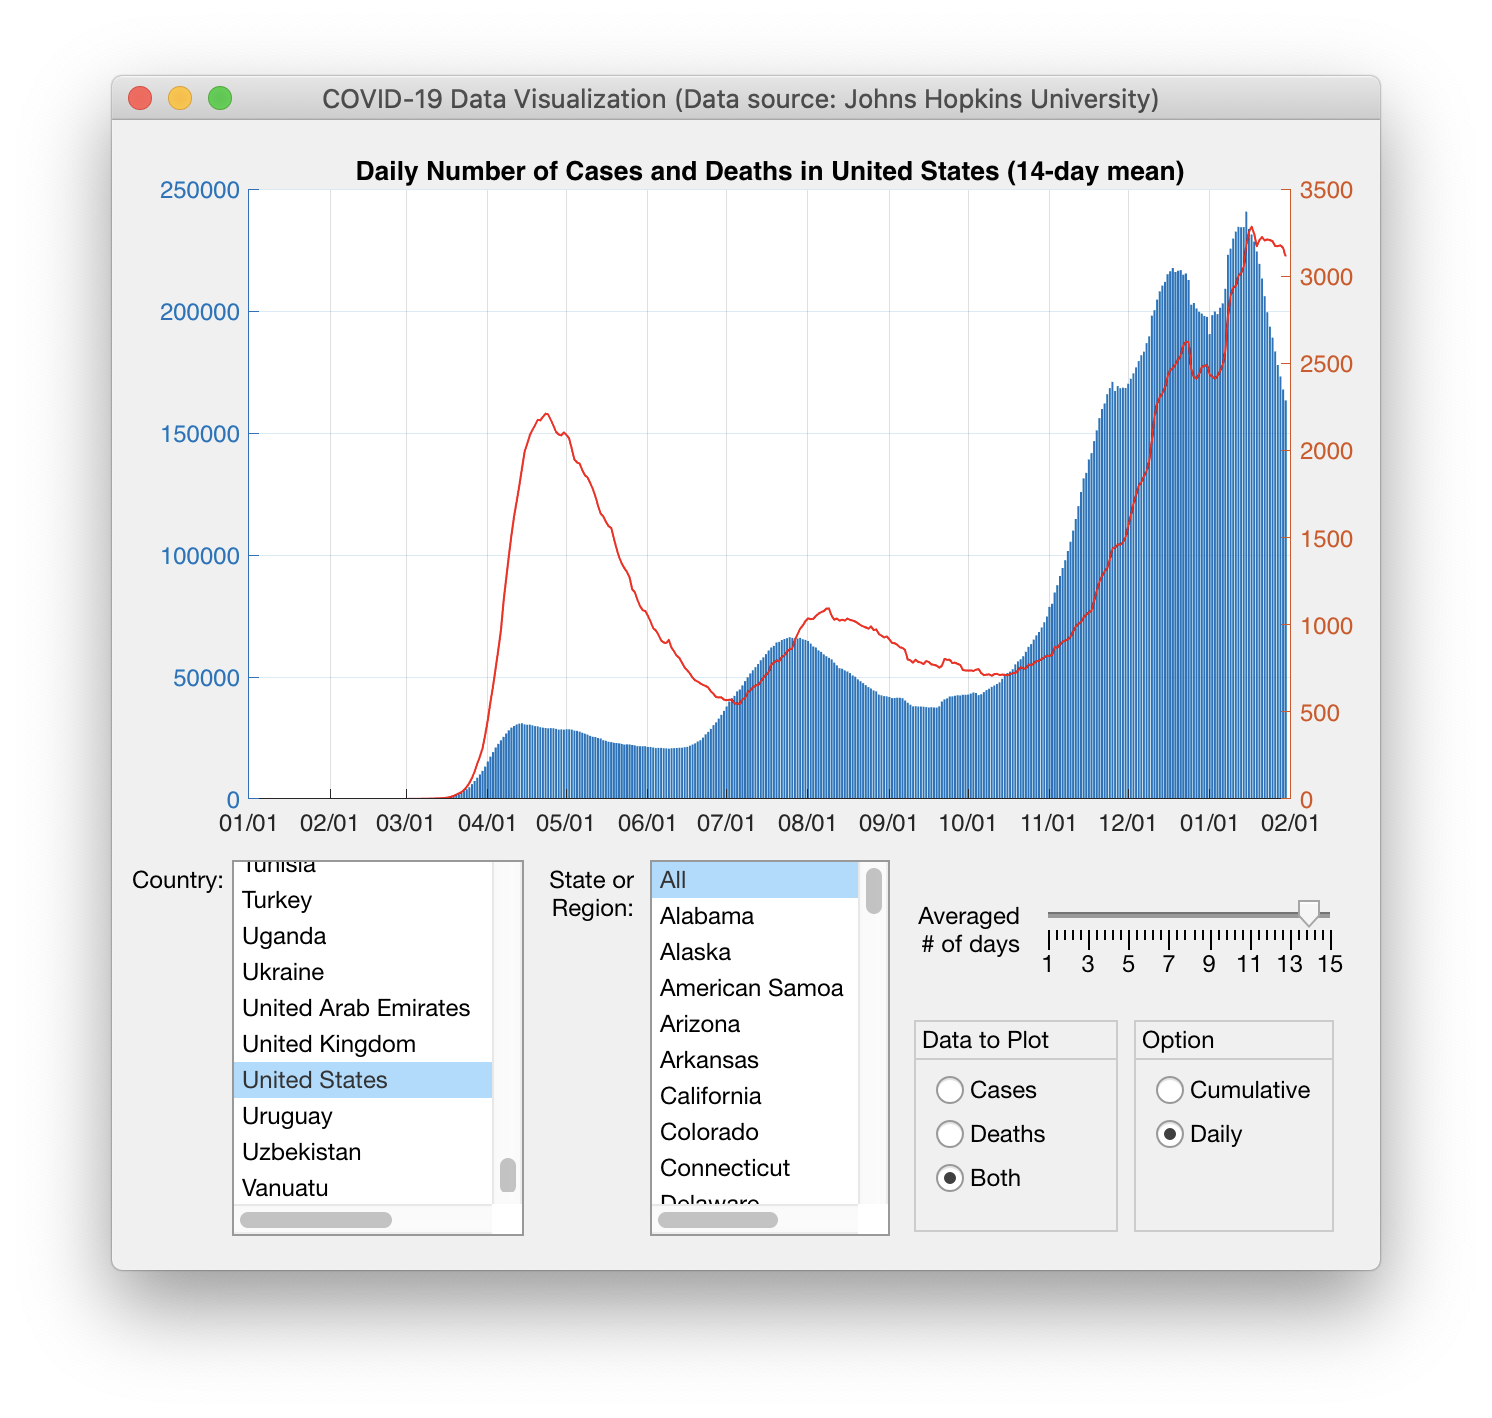 COVID-19 Data Visualization (Data source: Johns Hopkins University)
Daily Number of Cases and Deaths in United States (14-day mean)
250000
200000
150000
100000
50000
0
3500
3000
2500
2000
1500
1000
500
0
01/01 02/01 03/01 04/01 05/01 06/01 07/01 08/01 09/01 10/01 11/01 12/01 01/01 02/01
Country:
Tunisia
Turkey
Uganda
Ukraine
United Arab Emirates
United Kingdom
United States
Uruguay
Uzbekistan
Vanuatu
State or
Region:
All
Alabama
Alaska
American Samoa
Arizona
Arkansas
California
Colorado
Connecticut
Delaware
Averaged
# of days
1 3 5 7 9 11 13 15
Data to Plot
Cases
Deaths
Both
Option
Cumulative
Daily